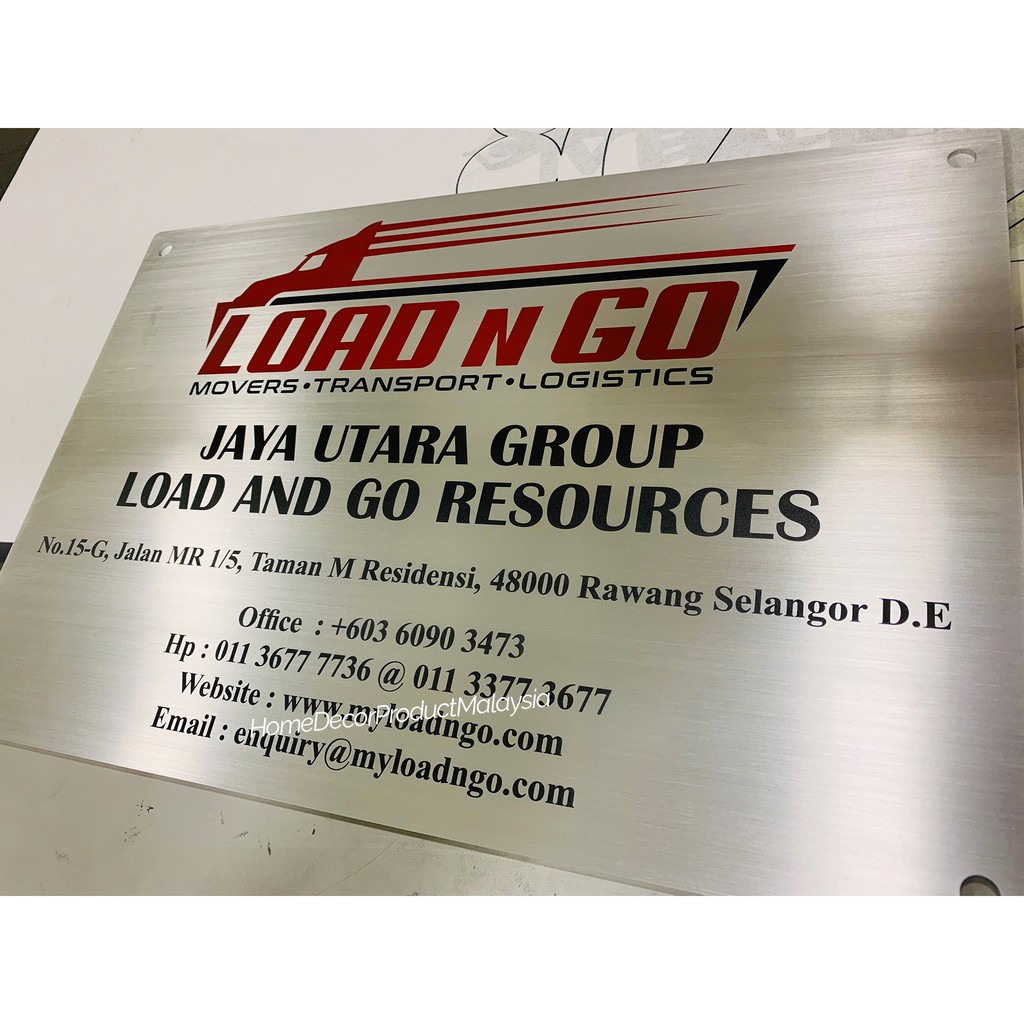 LOAD N GO
MOVERS•TRANSPORT•LOGISTICS
JAYA UTARA GROUP
LOAD AND GO RESOURCES
No.15-G, Jalan MR 1/5, Taman M Residensi, 48000 Rawang Selangor D.E
Office : +603 6090 3473
Hp : 011 3677 7736 @ 011 3377 3677
Website : www.myloadngo.com
HomeDecorProductMalaysia
Email : enquiry@myloadngo.com